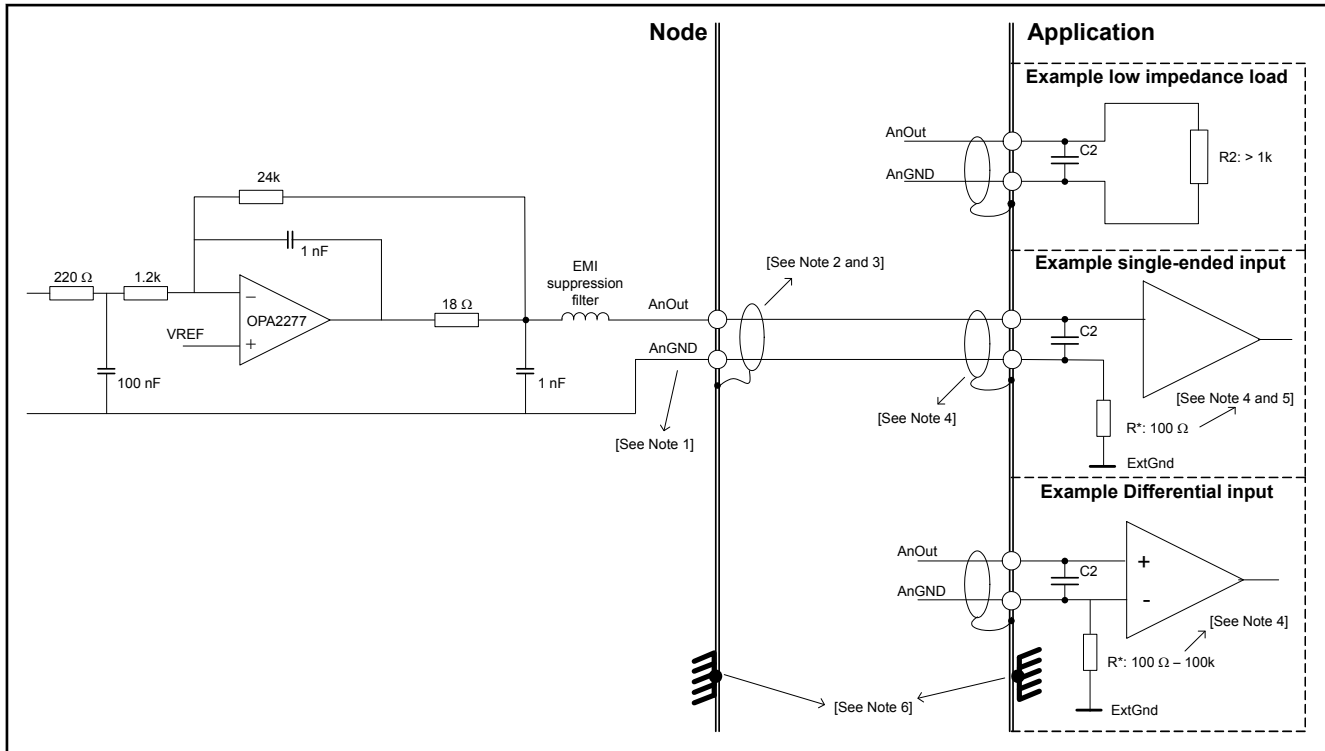 Node
Application
Example low impedance load
AnOut
C2
R2: > 1k
AnGND
24k
1 nF
[See Note 2 and 3]
Example single-ended input
220 Ω
1.2k
−
OPA2277
VREF
+
18 Ω
EMI
suppression
filter
AnOut
C2
AnGND
100 nF
1 nF
[See Note 4]
[See Note 4 and 5]
[See Note 1]
R*: 100 Ω
ExtGnd
Example Differential input
AnOut
+
C2
AnGND
-
[See Note 4]
R*: 100 Ω – 100k
[See Note 6]
ExtGnd